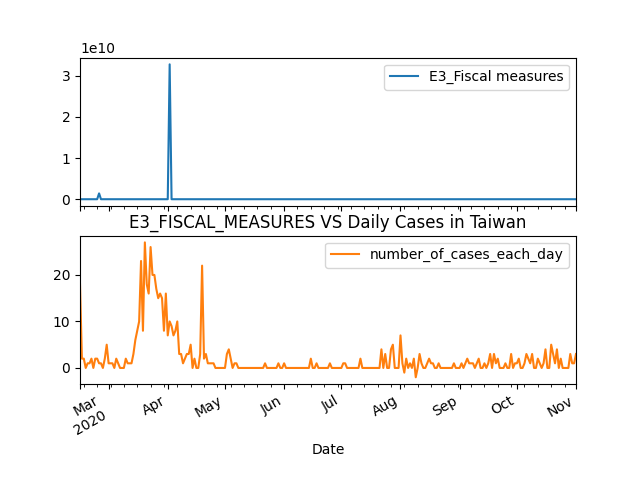 1e10
E3_Fiscal measures
3
2
1
0
E3_FISCAL_MEASURES VS Daily Cases in Taiwan
number_of_cases_each_day
20
10
0
Mar
2020
Apr
May
Jun
Jul
Aug
Sep
Oct
Nov
Date